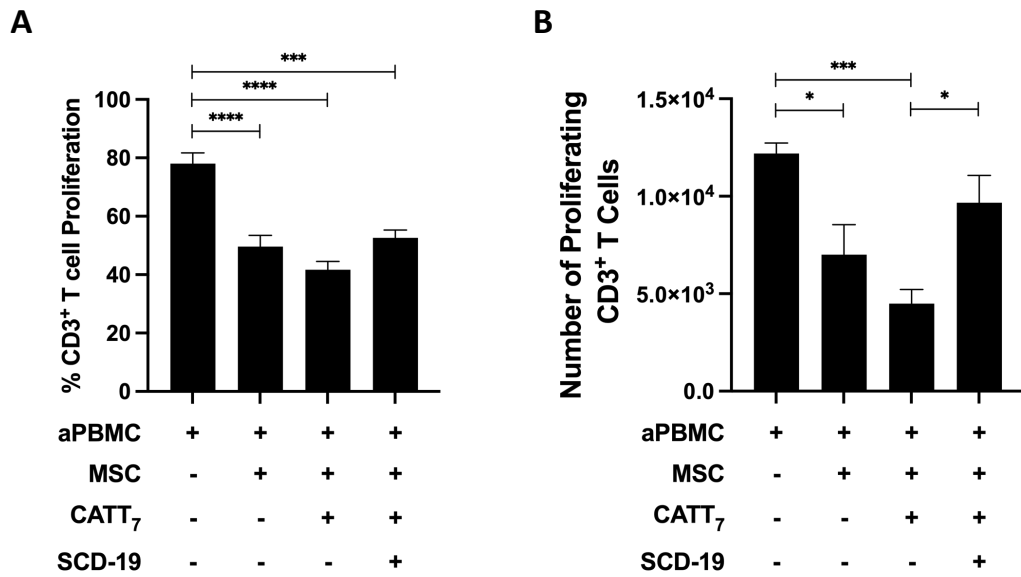 A
% CD3⁺ T cell Proliferation
100
80
60
40
20
0
***
****
****
aPBMC + + + +
MSC - + + +
CATT₇ - - + +
SCD-19 - - - +
B
Number of Proliferating
CD3⁺ T Cells
1.5×10⁴
1.0×10⁴
5.0×10³
0.0
***
*
*
aPBMC + + + +
MSC - + + +
CATT₇ - - + +
SCD-19 - - - +